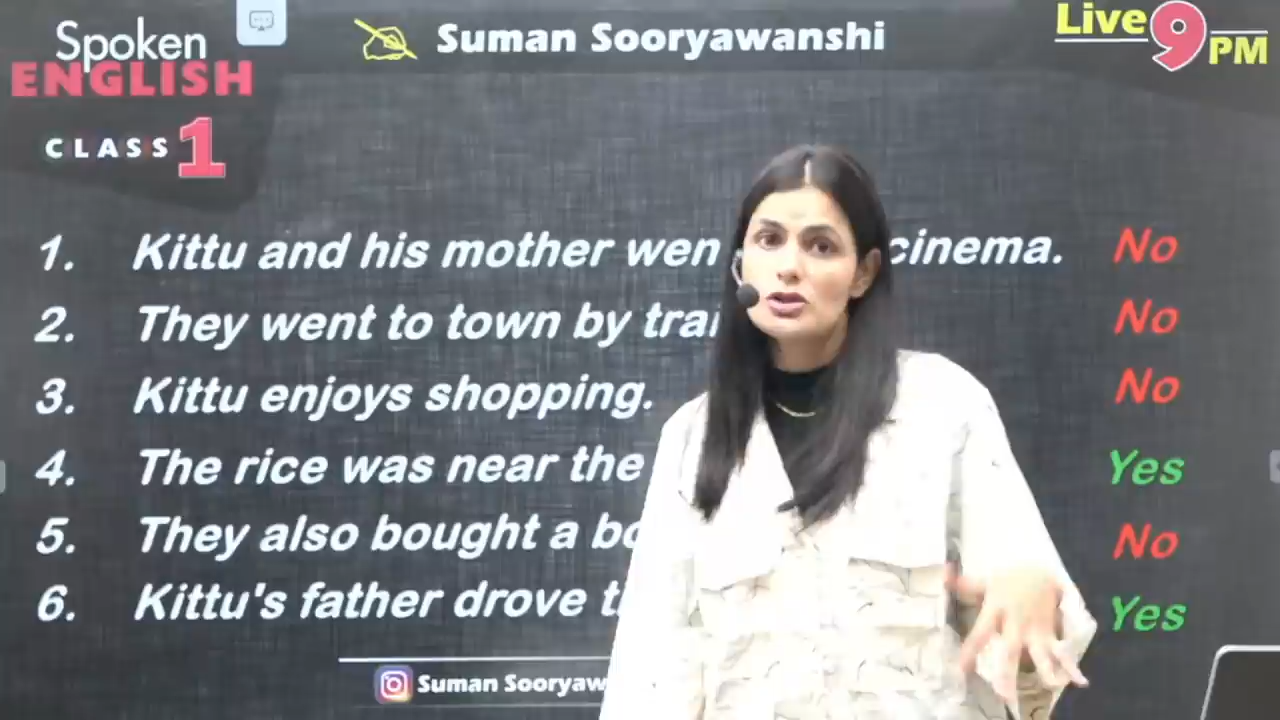 Spoken
ENGLISH
CLASS 1
Suman Sooryawanshi
Live 9 PM
1. Kittu and his mother wen cinema. No
2. They went to town by trai No
3. Kittu enjoys shopping. No
4. The rice was near the Yes
5. They also bought a bo No
6. Kittu's father drove t Yes
Suman Sooryaw